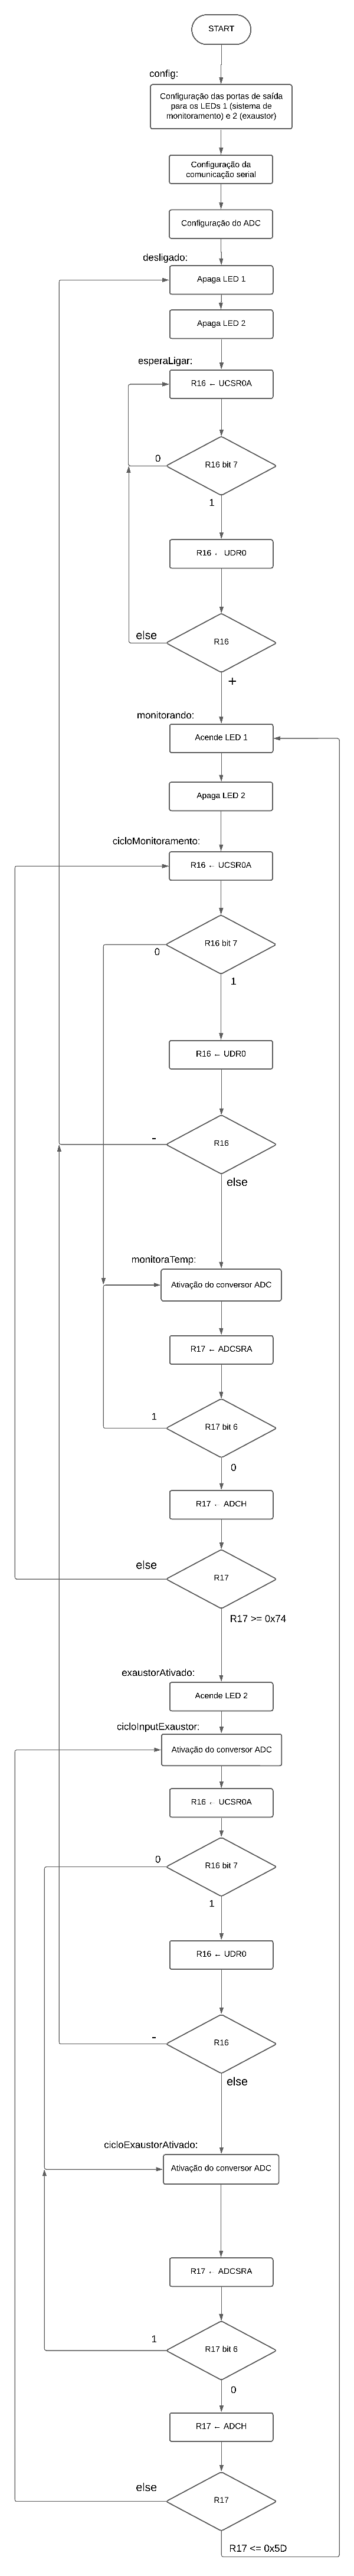 START
config:
Configuração das portas de saída
para os LEDs 1 (sistema de
monitoramento) e 2 (exaustor)
Configuração da
comunicação serial
Configuração do ADC
desligado:
Apaga LED 1
Apaga LED 2
esperaLigar:
R16 ← UCSR0A
0
R16 bit 7
1
R16 ← UDR0
else
R16
+
monitorando:
Acende LED 1
Apaga LED 2
cicloMonitoramento:
R16 ← UCSR0A
R16 bit 7
0
1
R16 ← UDR0
-
R16
else
monitoraTemp:
Ativação do conversor ADC
R17 ← ADCSRA
1
R17 bit 6
0
R17 ← ADCH
else
R17
R17 >= 0x74
exaustorAtivado:
Acende LED 2
cicloInputExaustor:
Ativação do conversor ADC
R16 ← UCSR0A
0
R16 bit 7
1
R16 ← UDR0
-
R16
else
cicloExaustorAtivado:
Ativação do conversor ADC
R17 ← ADCSRA
1
R17 bit 6
0
R17 ← ADCH
else
R17
R17 <= 0x5D